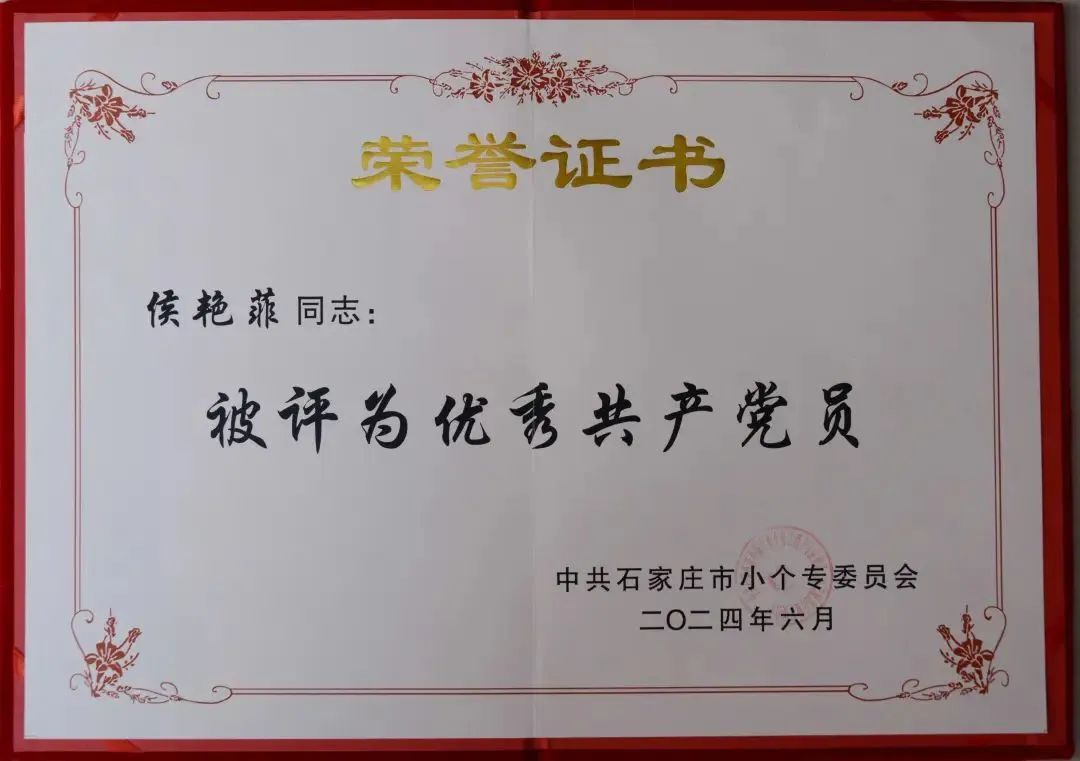 荣誉证书
侯艳菲同志：
被评为优秀共产党员
中共石家庄市小个专委员会
二〇二四年六月